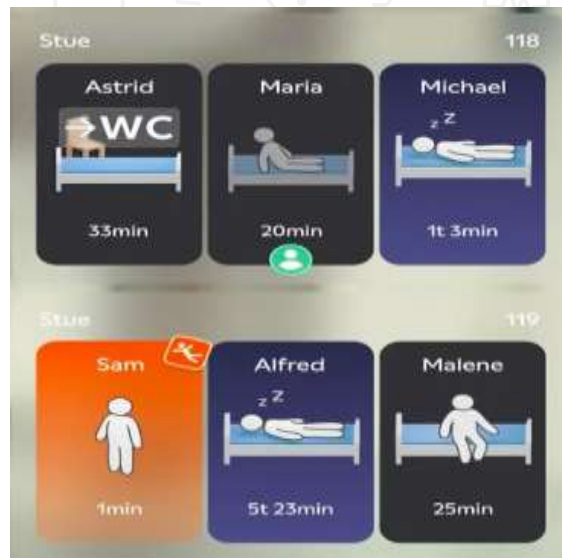 Stue 118
Astrid Maria Michael
→WC
z Z
33min 20min 1t 3min
Stue 119
Sam Alfred Malene
z Z
1min 5t 23min 25min